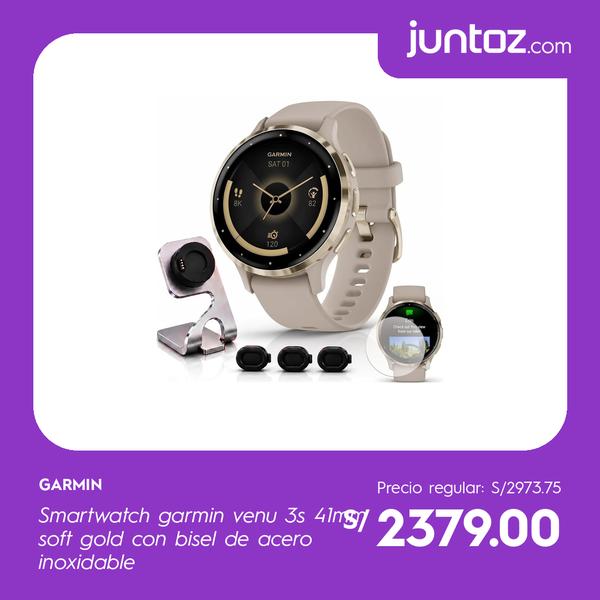 juntoz.com
GARMIN
SAT 01
8K
82
120
GARMIN
Precio regular: S/2973.75
Smartwatch garmin venu 3s 41mm
soft gold con bisel de acero
inoxidable
S/ 2379.00